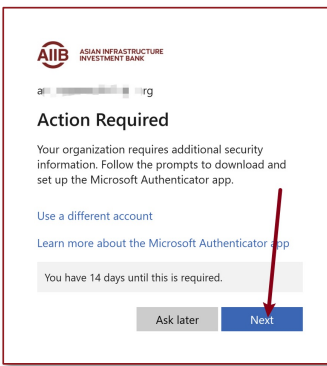 AIIB
ASIAN INFRASTRUCTURE
INVESTMENT BANK
Action Required
Your organization requires additional security
information. Follow the prompts to download and
set up the Microsoft Authenticator app.
Use a different account
Learn more about the Microsoft Authenticator app
You have 14 days until this is required.
Ask later
Next